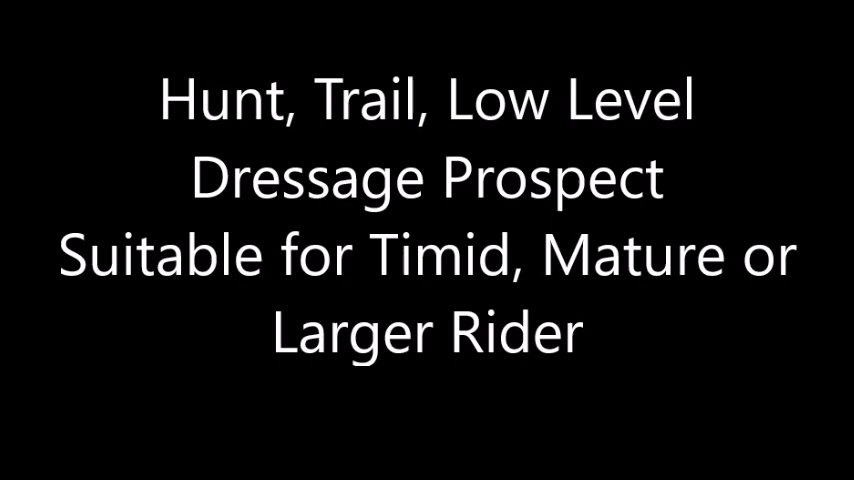 Hunt, Trail, Low Level
Dressage Prospect
Suitable for Timid, Mature or
Larger Rider